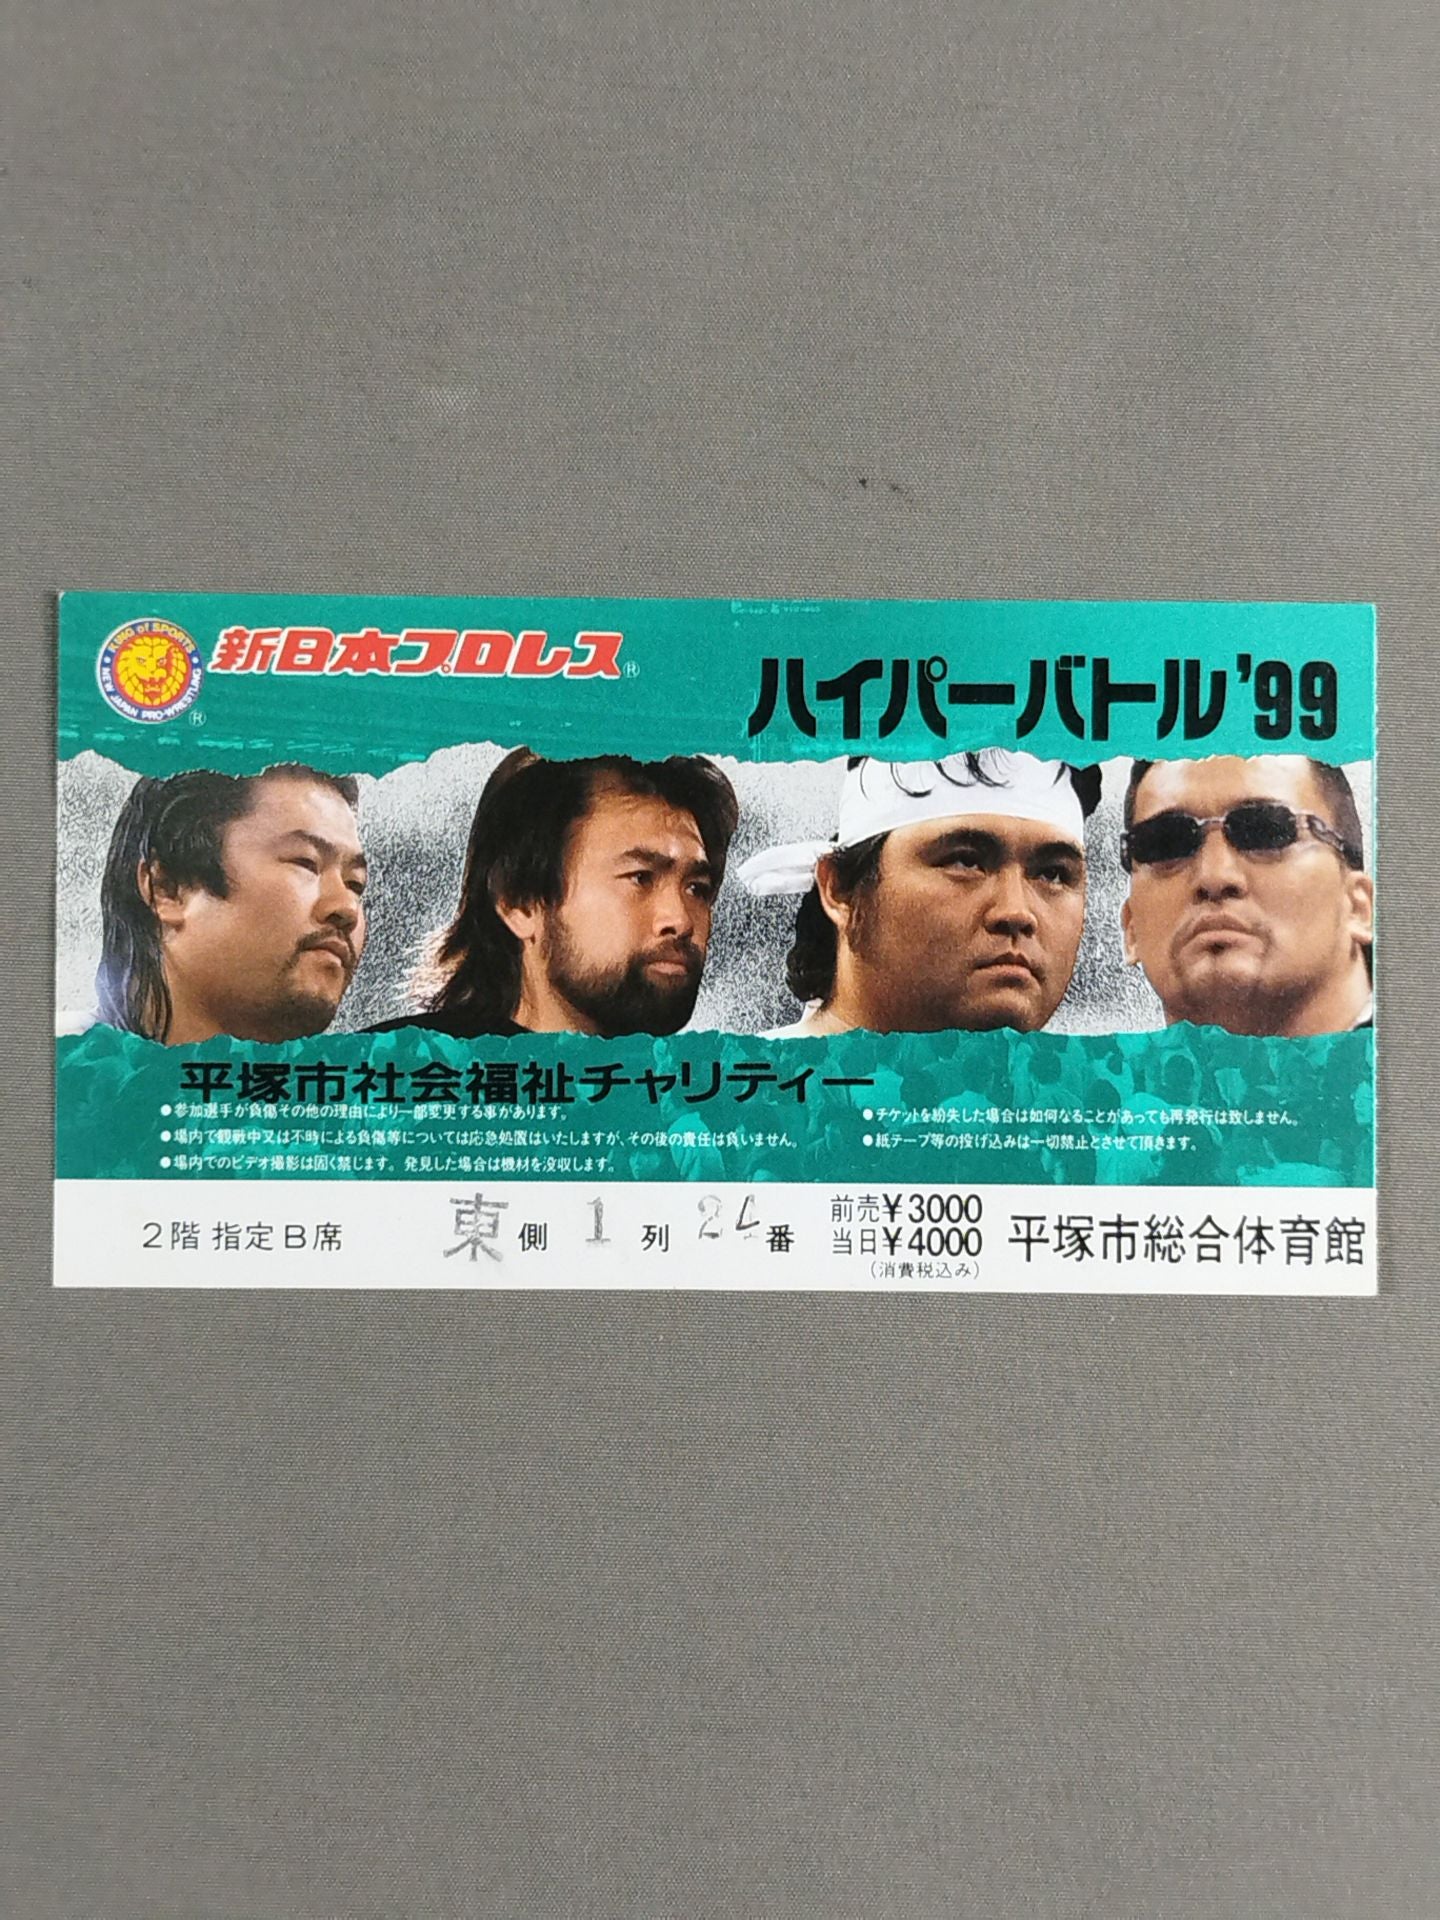 KING of SPORTS
NEW JAPAN PRO-WRESTLING
®
新日本プロレス®
ハイパーバトル'99
平塚市社会福祉チャリティー
●参加選手が負傷その他の理由により一部変更する事があります。
●場内で観戦中又は不時による負傷等については応急処置はいたしますが、その後の責任は負いません。
●場内でのビデオ撮影は固く禁じます。発見した場合は機材を没収します。
●チケットを紛失した場合は如何なることがあっても再発行は致しません。
●紙テープ等の投げ込みは一切禁止とさせて頂きます。
2階 指定B席 東側 1列 24番
前売¥3000
当日¥4000
(消費税込み)
平塚市総合体育館